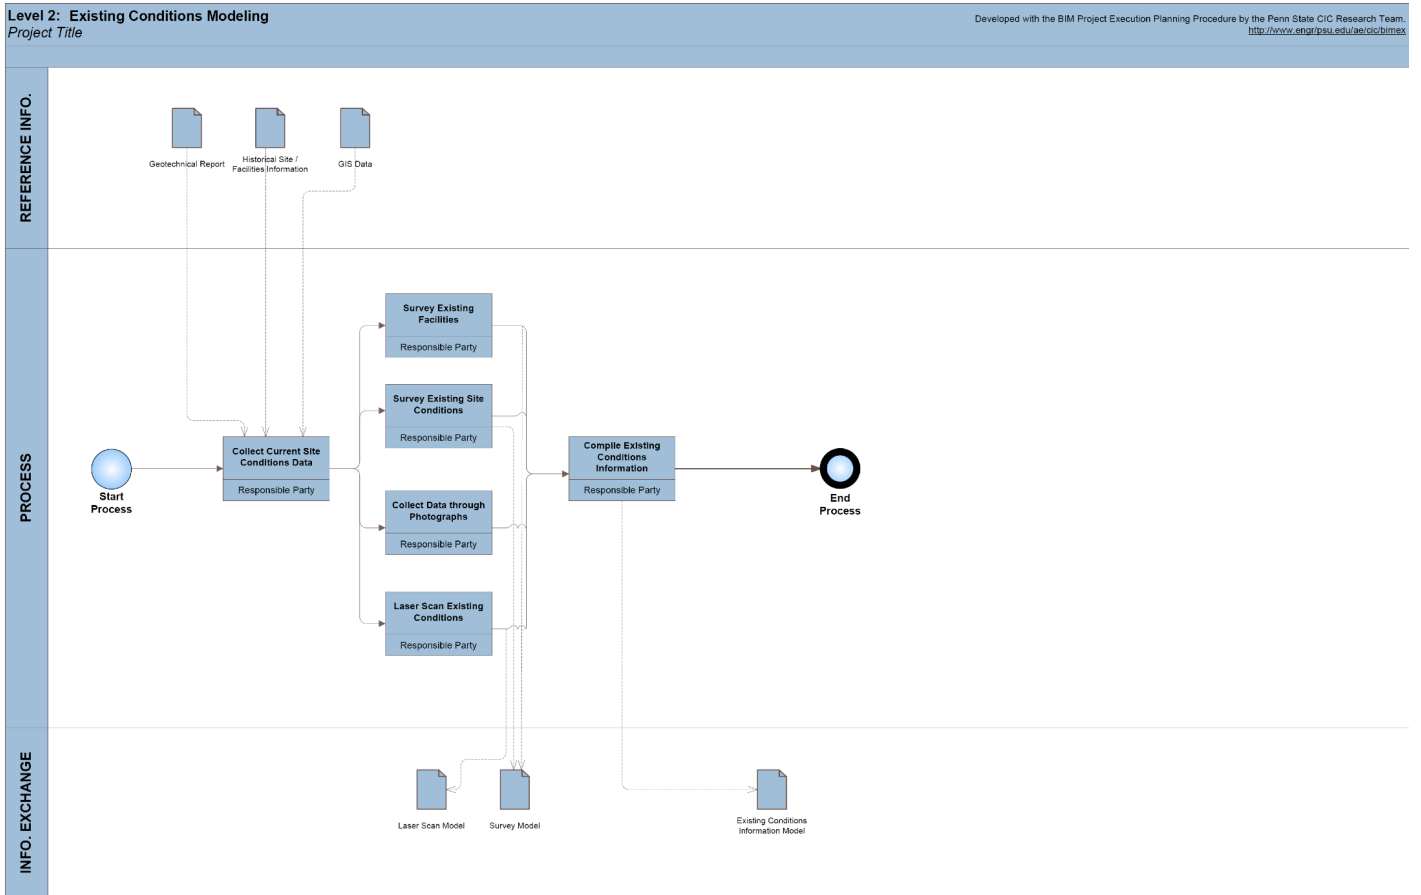 Level 2: Existing Conditions Modeling
Project Title
Developed with the BIM Project Execution Planning Procedure by the Penn State CIC Research Team.
http://www.engr/psu.edu/ae/cic/bimex
REFERENCE INFO.
Geotechnical Report
Historical Site /
Facilities Information
GIS Data
PROCESS
Start
Process
Collect Current Site
Conditions Data
Responsible Party
Survey Existing
Facilities
Responsible Party
Survey Existing Site
Conditions
Responsible Party
Collect Data through
Photographs
Responsible Party
Laser Scan Existing
Conditions
Responsible Party
Compile Existing
Conditions
Information
Responsible Party
End
Process
INFO. EXCHANGE
Laser Scan Model
Survey Model
Existing Conditions
Information Model